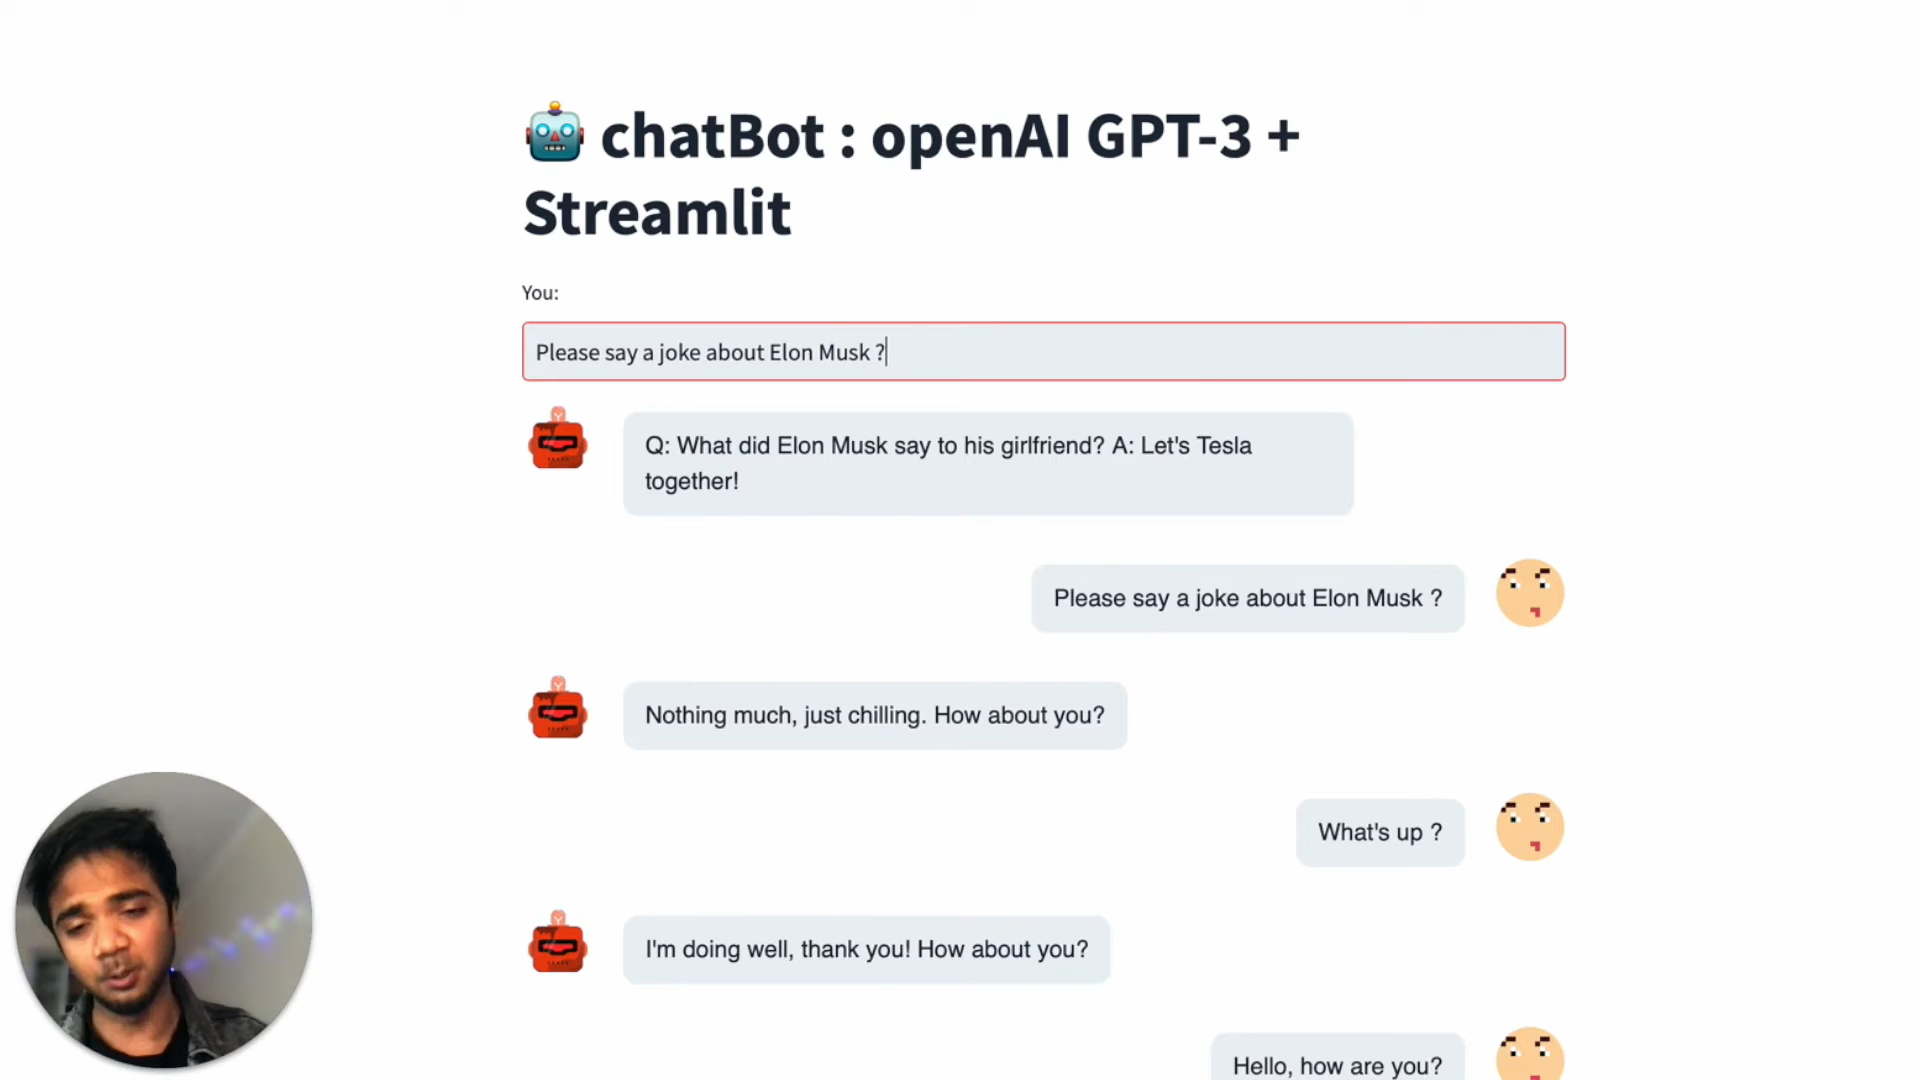 chatBot : openAI GPT-3 +
Streamlit
You:
Please say a joke about Elon Musk ?
Q: What did Elon Musk say to his girlfriend? A: Let's Tesla
together!
Please say a joke about Elon Musk ?
Nothing much, just chilling. How about you?
What's up ?
I'm doing well, thank you! How about you?
Hello, how are you?